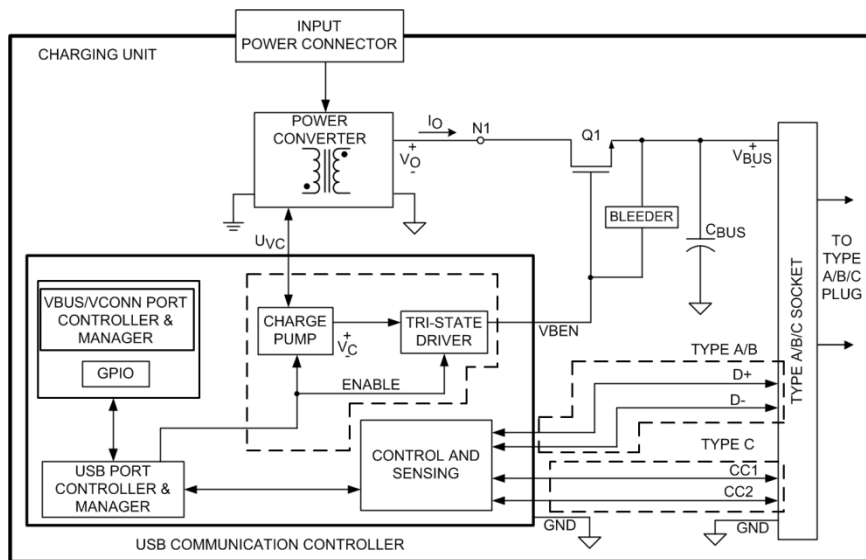 INPUT
POWER CONNECTOR
CHARGING UNIT
POWER
CONVERTER
IO
N1
Q1
+
VO
-
+
VBUS
-
BLEEDER
CBUS
UVC
TO
TYPE
A/B/C
PLUG
TYPE A/B/C SOCKET
VBUS/VCONN PORT
CONTROLLER &
MANAGER
GPIO
CHARGE
PUMP
+
VC
-
TRI-STATE
DRIVER
VBEN
ENABLE
TYPE A/B
D+
D-
TYPE C
CONTROL AND
SENSING
CC1
CC2
USB PORT
CONTROLLER &
MANAGER
GND
GND
USB COMMUNICATION CONTROLLER